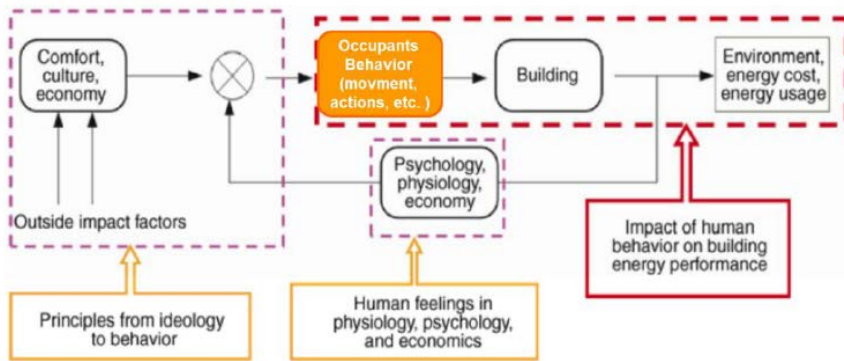 Comfort,
culture,
economy
Occupants
Behavior
(movment,
actions, etc. )
Building
Environment,
energy cost,
energy usage
Psychology,
physiology,
economy
Outside impact factors
Impact of human
behavior on building
energy performance
Principles from ideology
to behavior
Human feelings in
physiology, psychology,
and economics